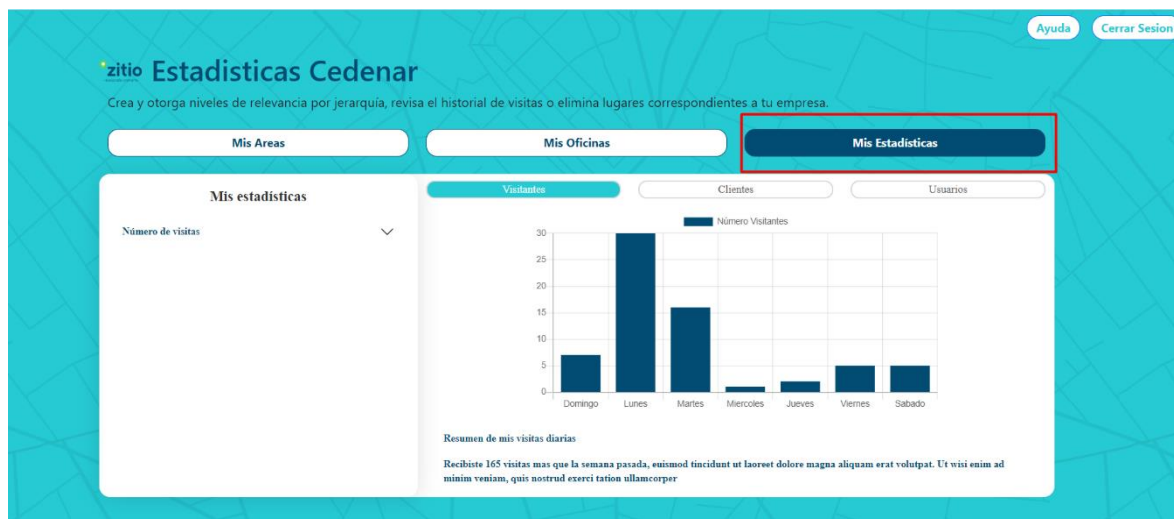 Ayuda Cerrar Sesion
zitio Estadisticas Cedenar
Crea y otorga niveles de relevancia por jerarquía, revisa el historial de visitas o elimina lugares correspondientes a tu empresa.
Mis Areas Mis Oficinas Mis Estadísticas
Mis estadísticas
Número de visitas
Visitantes Clientes Usuarios
Número Visitantes
30
25
20
15
10
5
0
Domingo Lunes Martes Miercoles Jueves Viernes Sabado
Resumen de mis visitas diarias
Recibiste 165 visitas mas que la semana pasada, euismod tincidunt ut laoreet dolore magna aliquam erat volutpat. Ut wisi enim ad
minim veniam, quis nostrud exerci tation ullamcorper